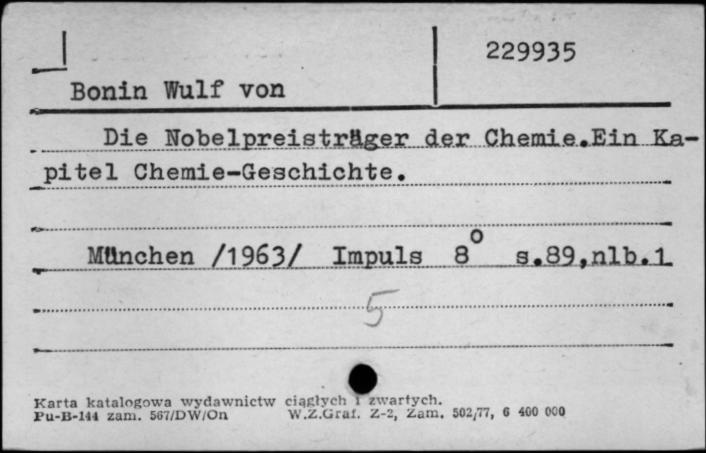 229935
Bonin Wulf von
Die Nobelpreisträger der Chemie.Ein Ka-
pitel Chemie-Geschichte.
München /1963/ Impuls 8° s.89,nlb.1
5
Karta katalogowa wydawnictw ciągłych i zwartych.
Pu-B-144 zam. 567/DW/On W.Z.Graf. Z-2, Zam. 502/77, 6 400 000